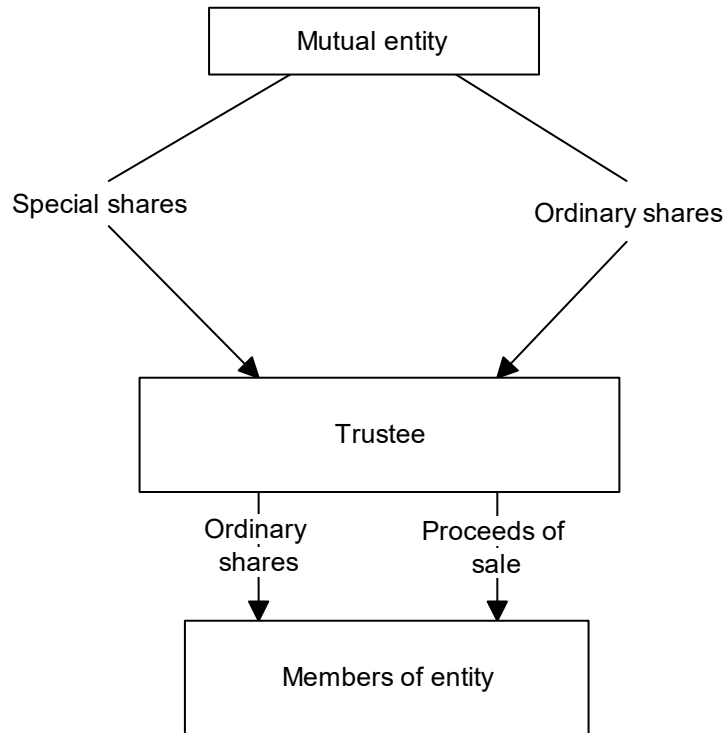 Mutual entity
Special shares
Ordinary shares
Trustee
Ordinary
shares
Proceeds of
sale
Members of entity